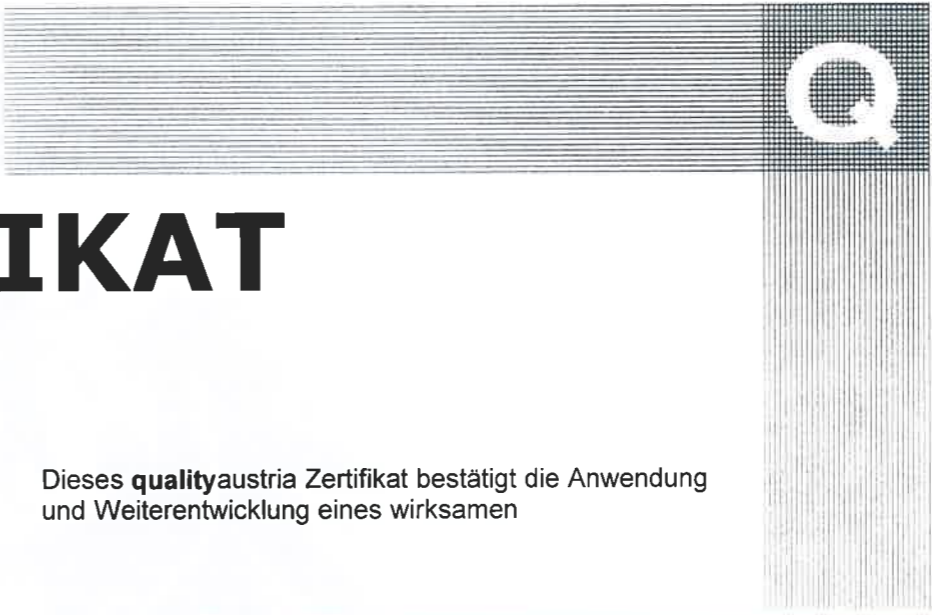 Q
IKAT
Dieses qualityaustria Zertifikat bestätigt die Anwendung
und Weiterentwicklung eines wirksamen